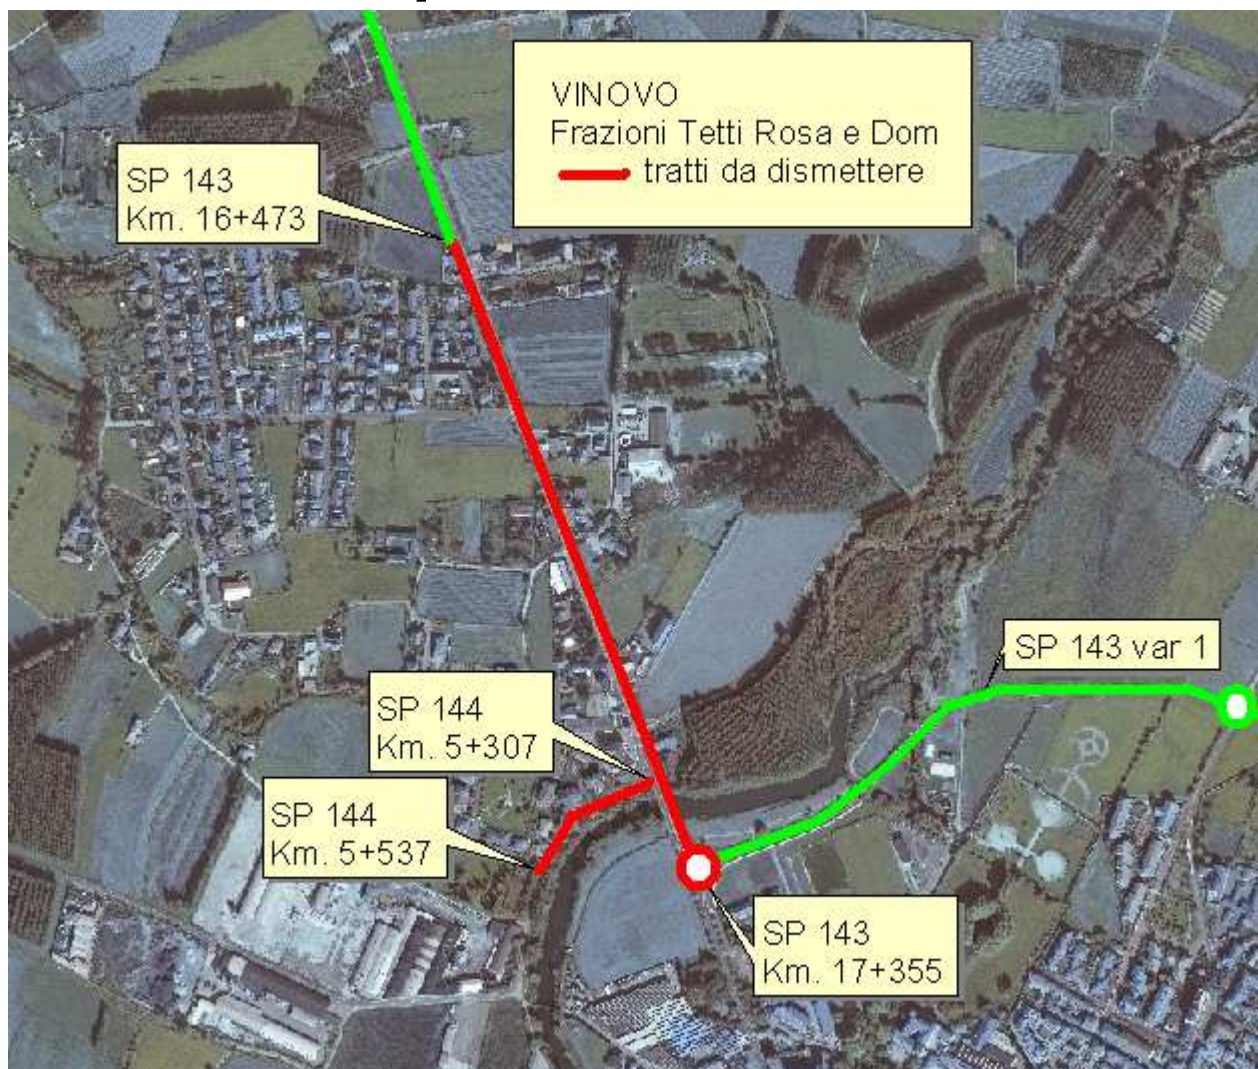 VINOVO
Frazioni Tetti Rosa e Dom
tratti da dismettere
SP 143
Km. 16+473
SP 143 var 1
SP 144
Km. 5+307
SP 144
Km. 5+537
SP 143
Km. 17+355